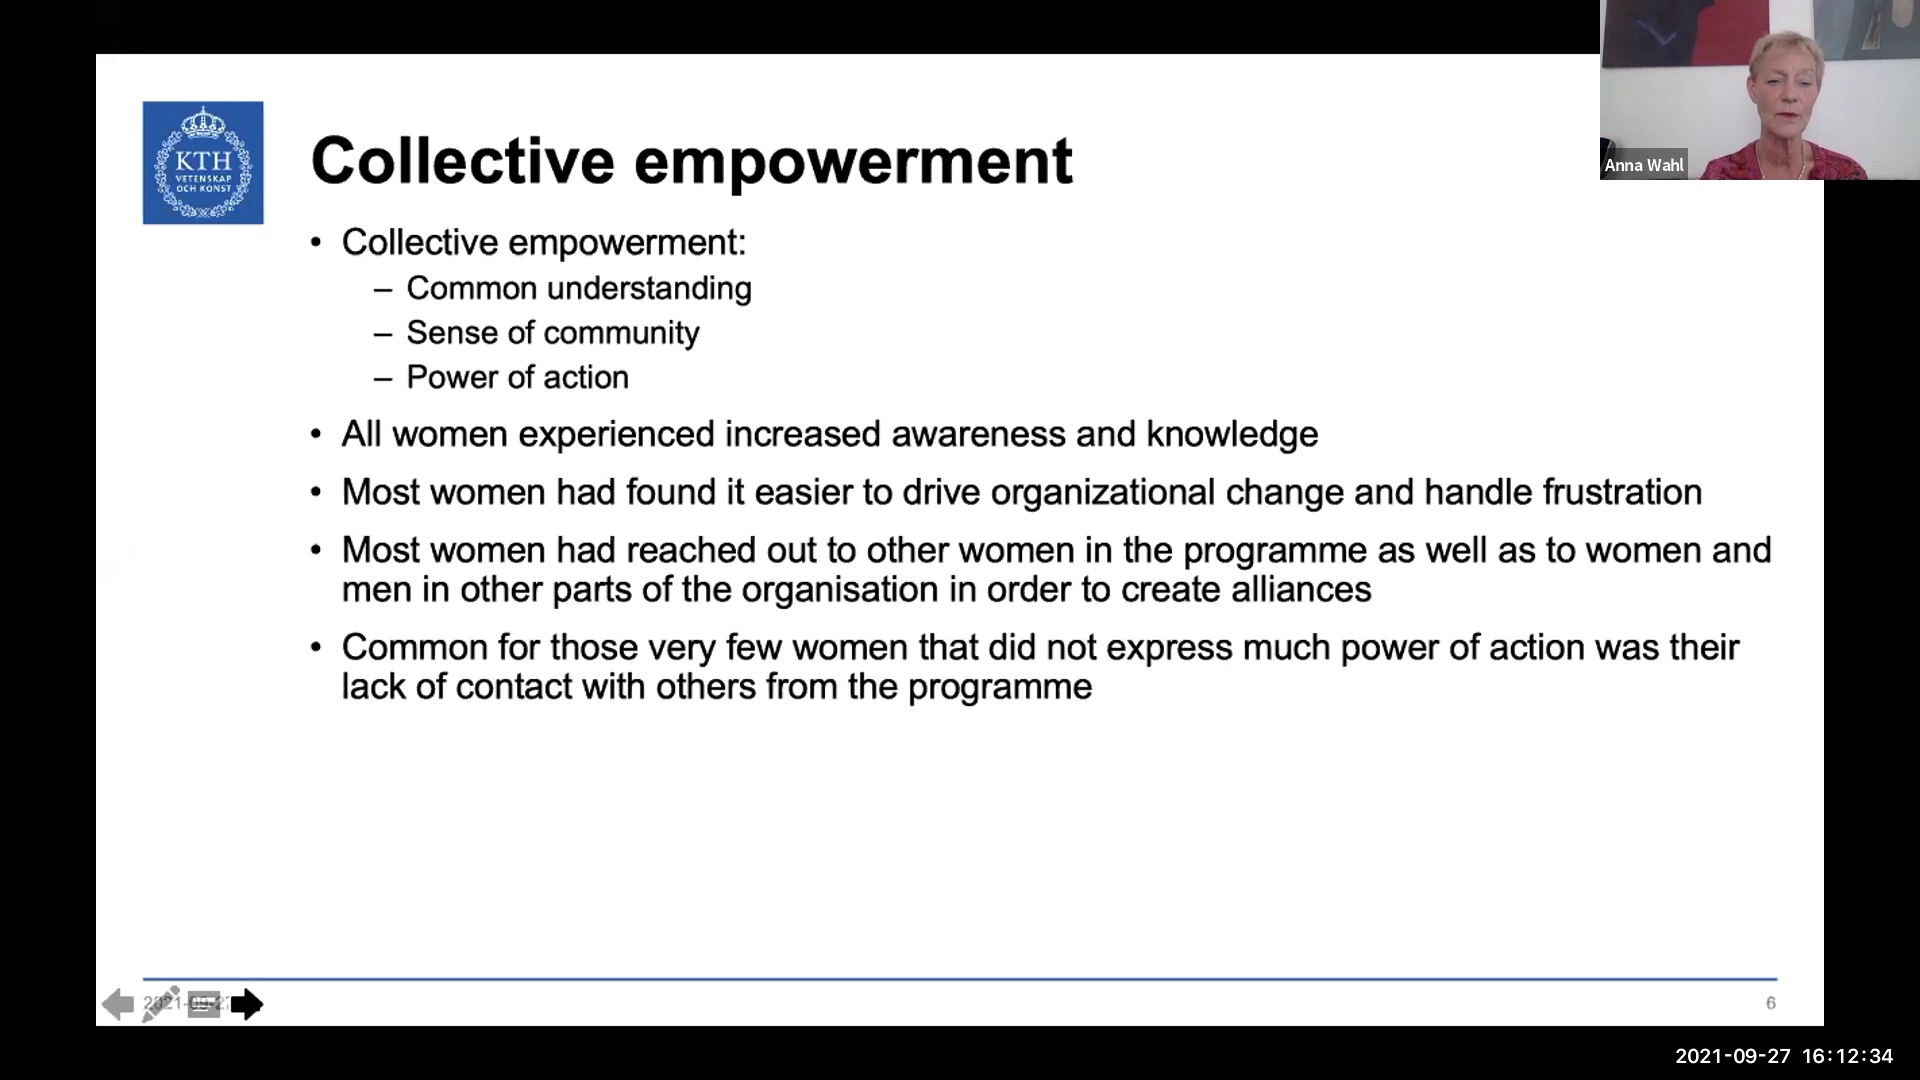 Anna Wahl
KTH
VETENSKAP
OCH KONST
Collective empowerment
• Collective empowerment:
– Common understanding
– Sense of community
– Power of action
• All women experienced increased awareness and knowledge
• Most women had found it easier to drive organizational change and handle frustration
• Most women had reached out to other women in the programme as well as to women and
men in other parts of the organisation in order to create alliances
• Common for those very few women that did not express much power of action was their
lack of contact with others from the programme
2021-09-27
6
2021-09-27 16:12:34